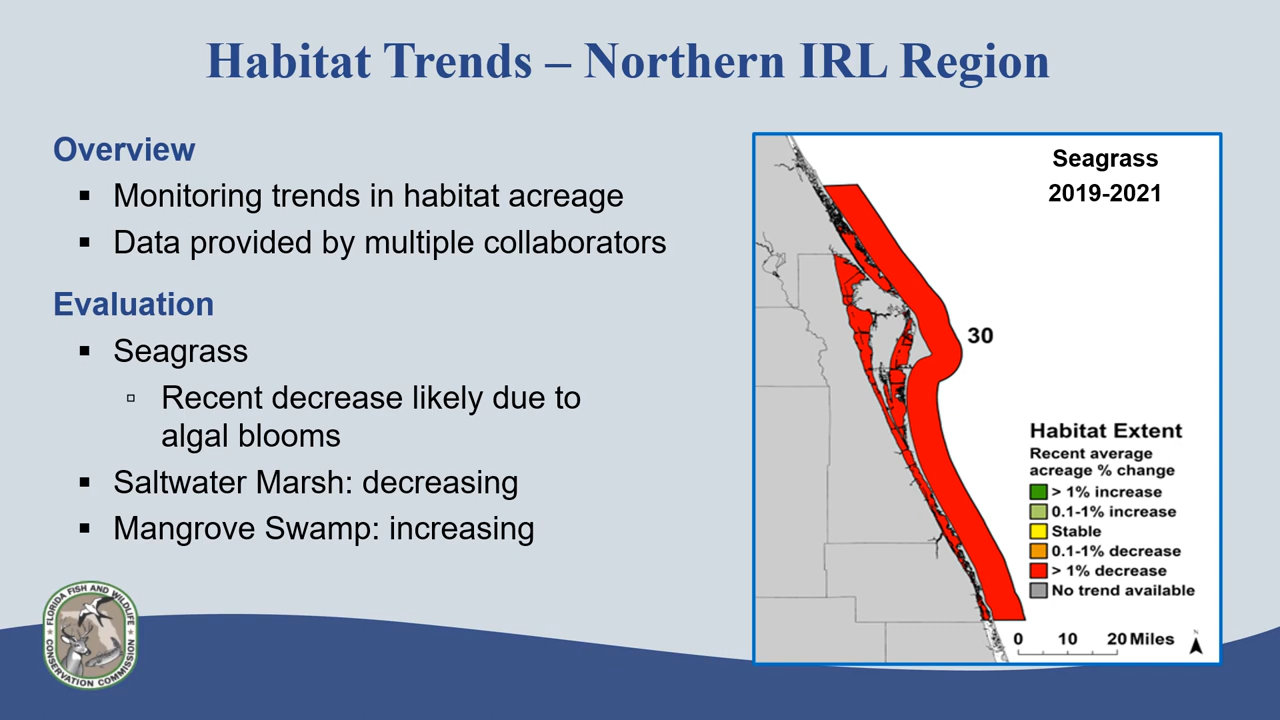 Habitat Trends – Northern IRL Region
Overview
▪ Monitoring trends in habitat acreage
▪ Data provided by multiple collaborators
Evaluation
▪ Seagrass
▫ Recent decrease likely due to
algal blooms
▪ Saltwater Marsh: decreasing
▪ Mangrove Swamp: increasing
FLORIDA FISH AND WILDLIFE
CONSERVATION COMMISSION
Seagrass
2019-2021
30
Habitat Extent
Recent average
acreage % change
> 1% increase
0.1-1% increase
Stable
0.1-1% decrease
> 1% decrease
No trend available
0 10 20 Miles
N